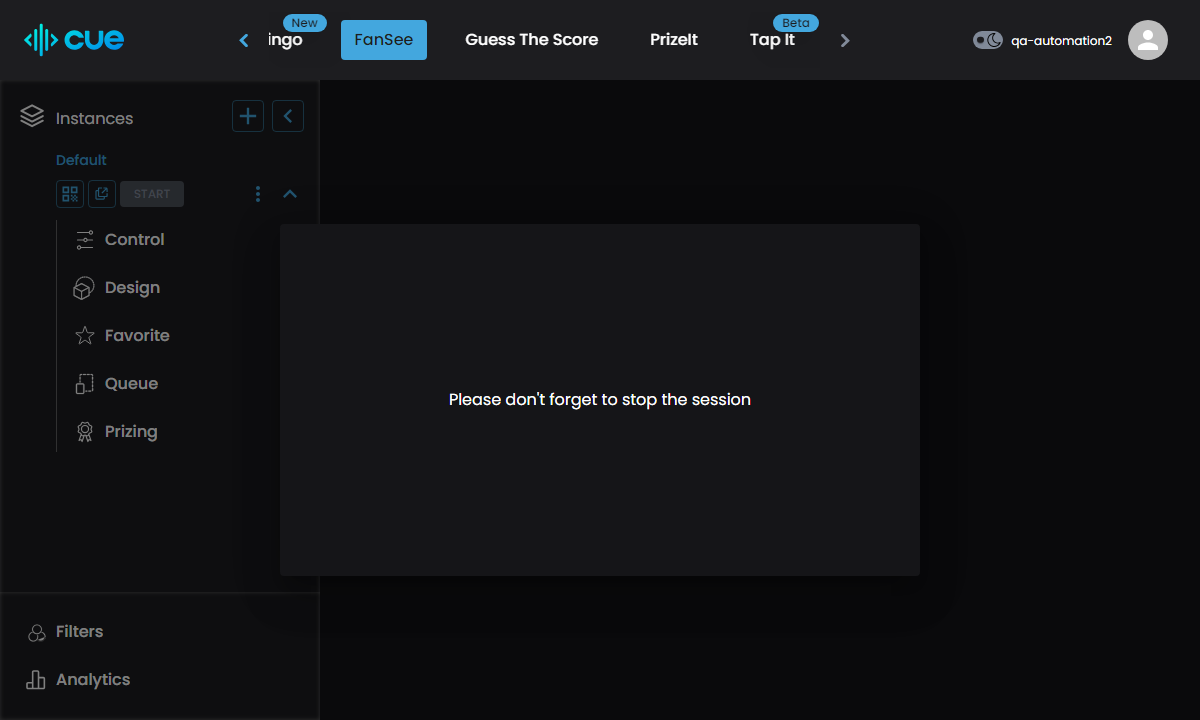 cue
New
ingo
FanSee
Guess The Score
PrizeIt
Beta
Tap It
qa-automation2
Instances
Default
START
Control
Design
Favorite
Queue
Prizing
Please don't forget to stop the session
Filters
Analytics